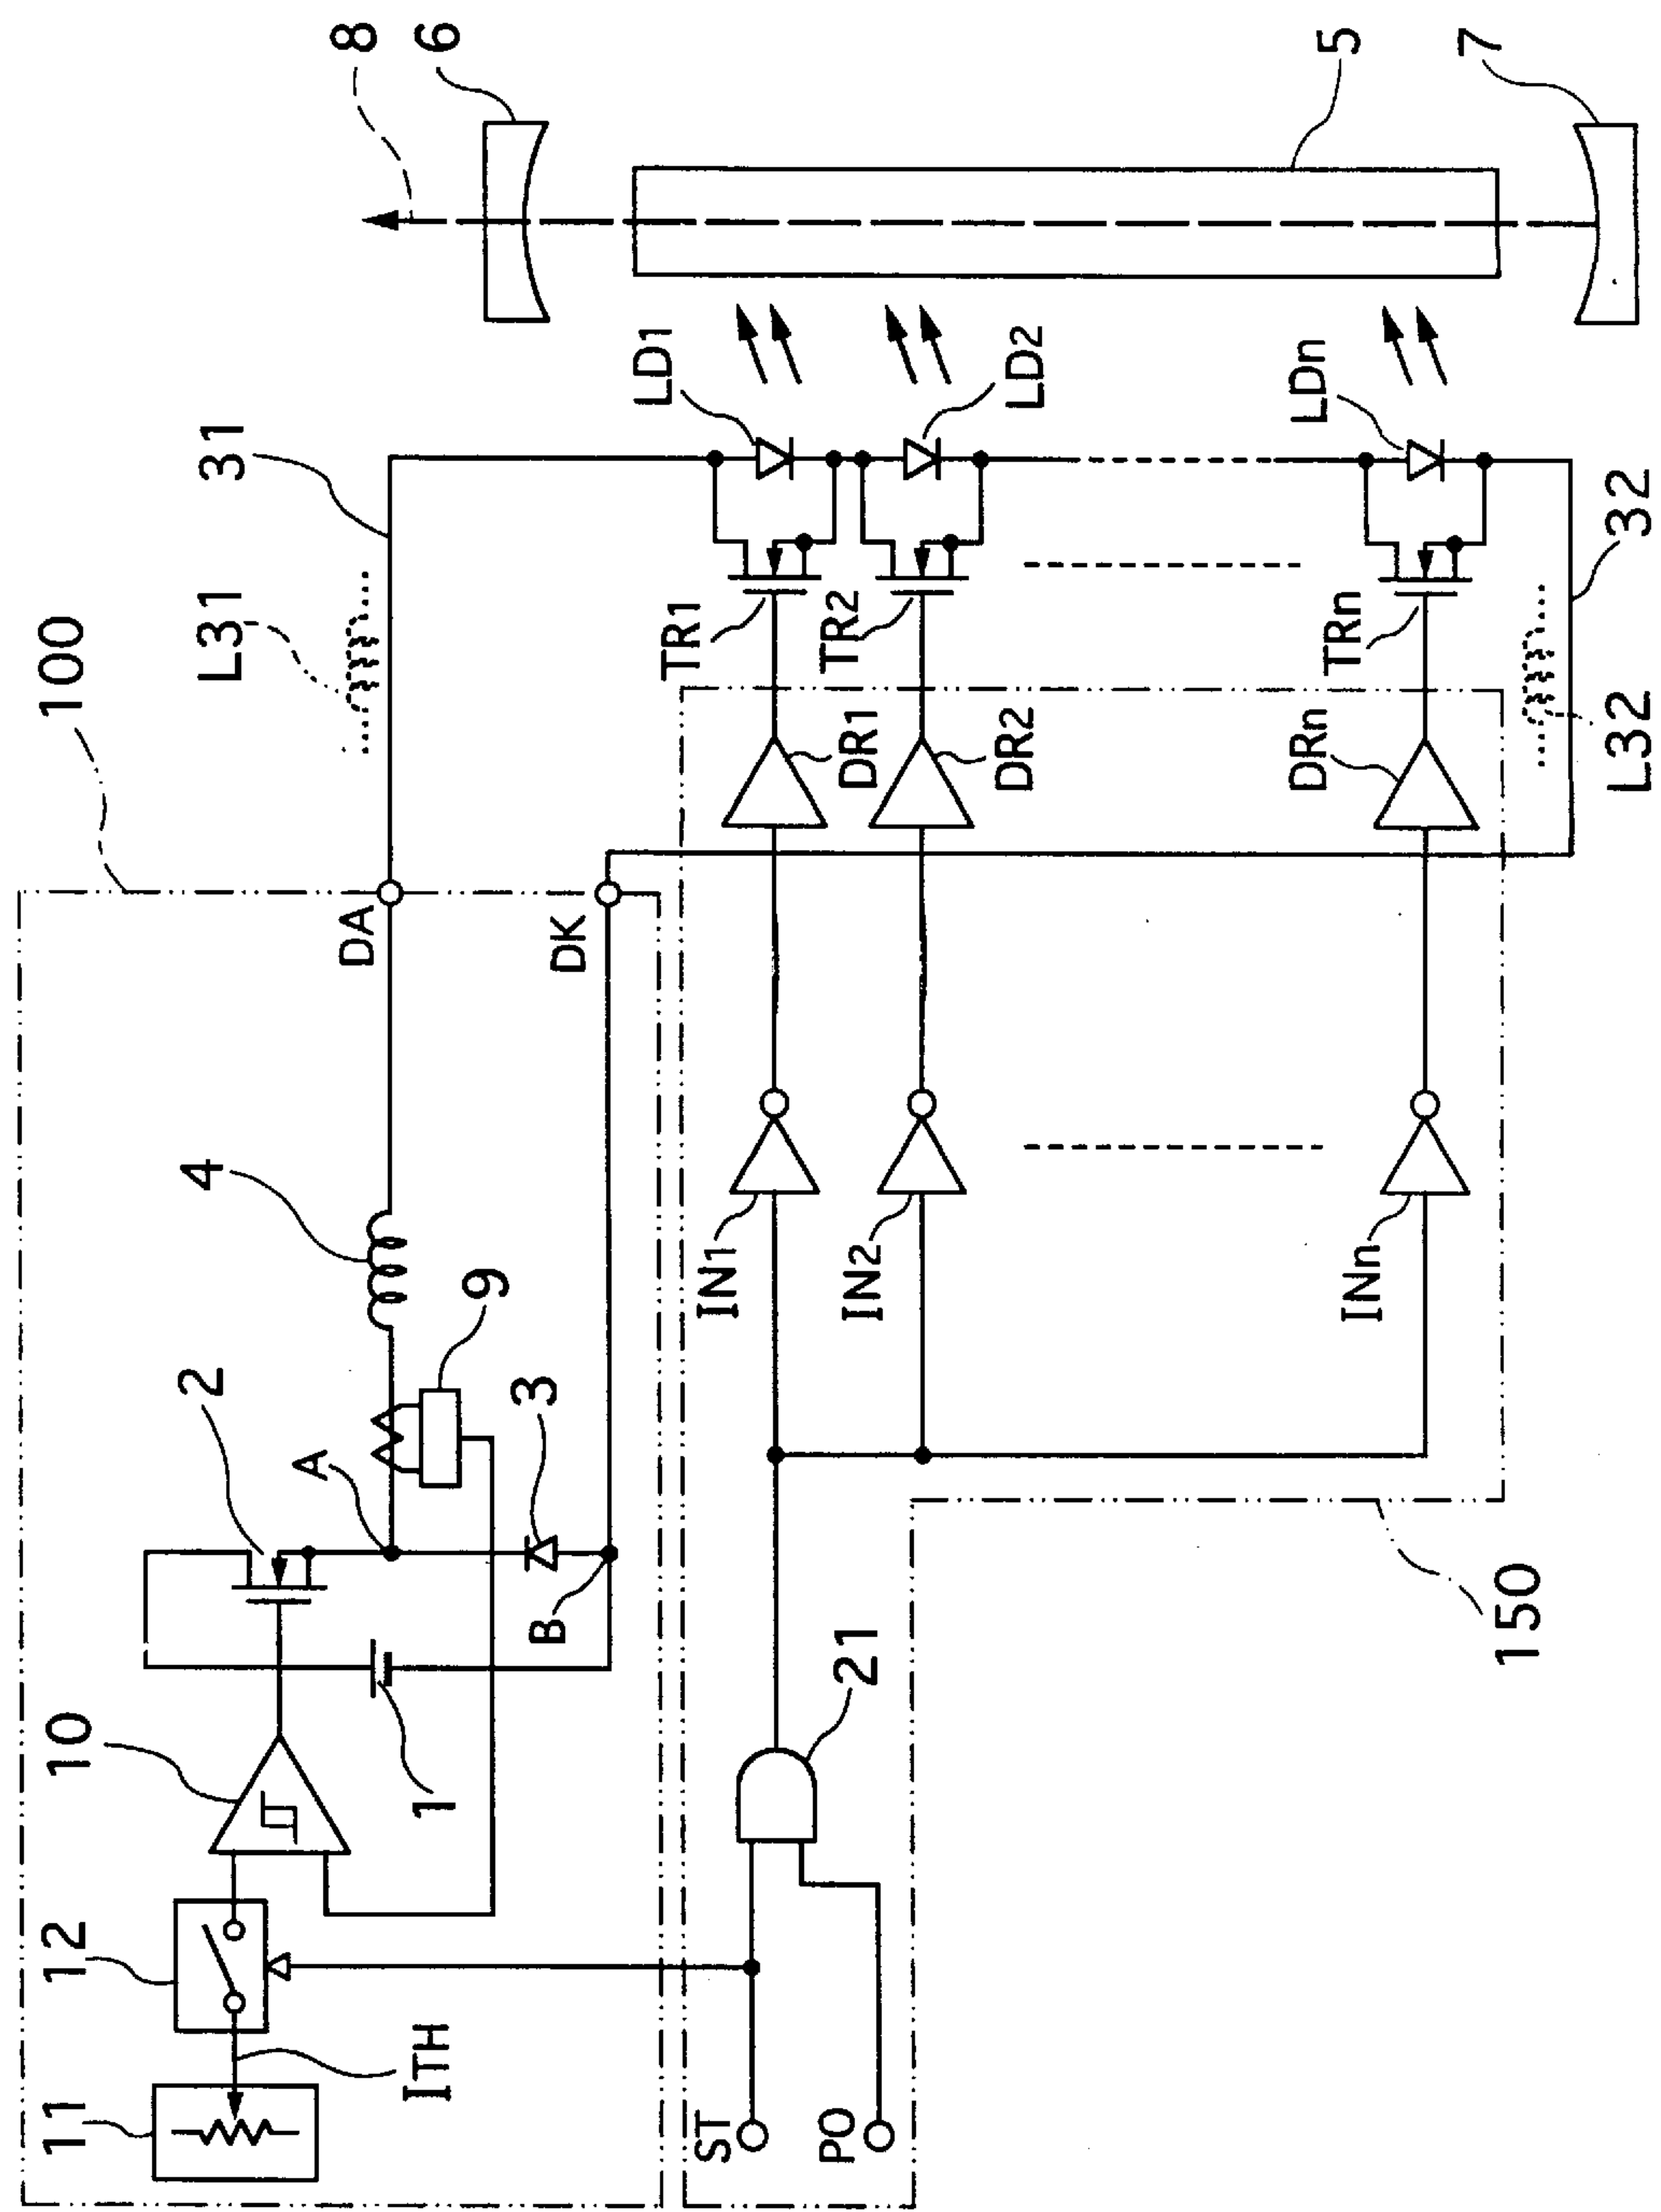 100
11
12
ITH
10
1
2
A
9
4
3
B
DA
DK
31
L31
8
6
5
7
LD1
LD2
LDn
TR1
TR2
TRn
DR1
DR2
DRn
IN1
IN2
INn
32
L32
ST
PO
21
150